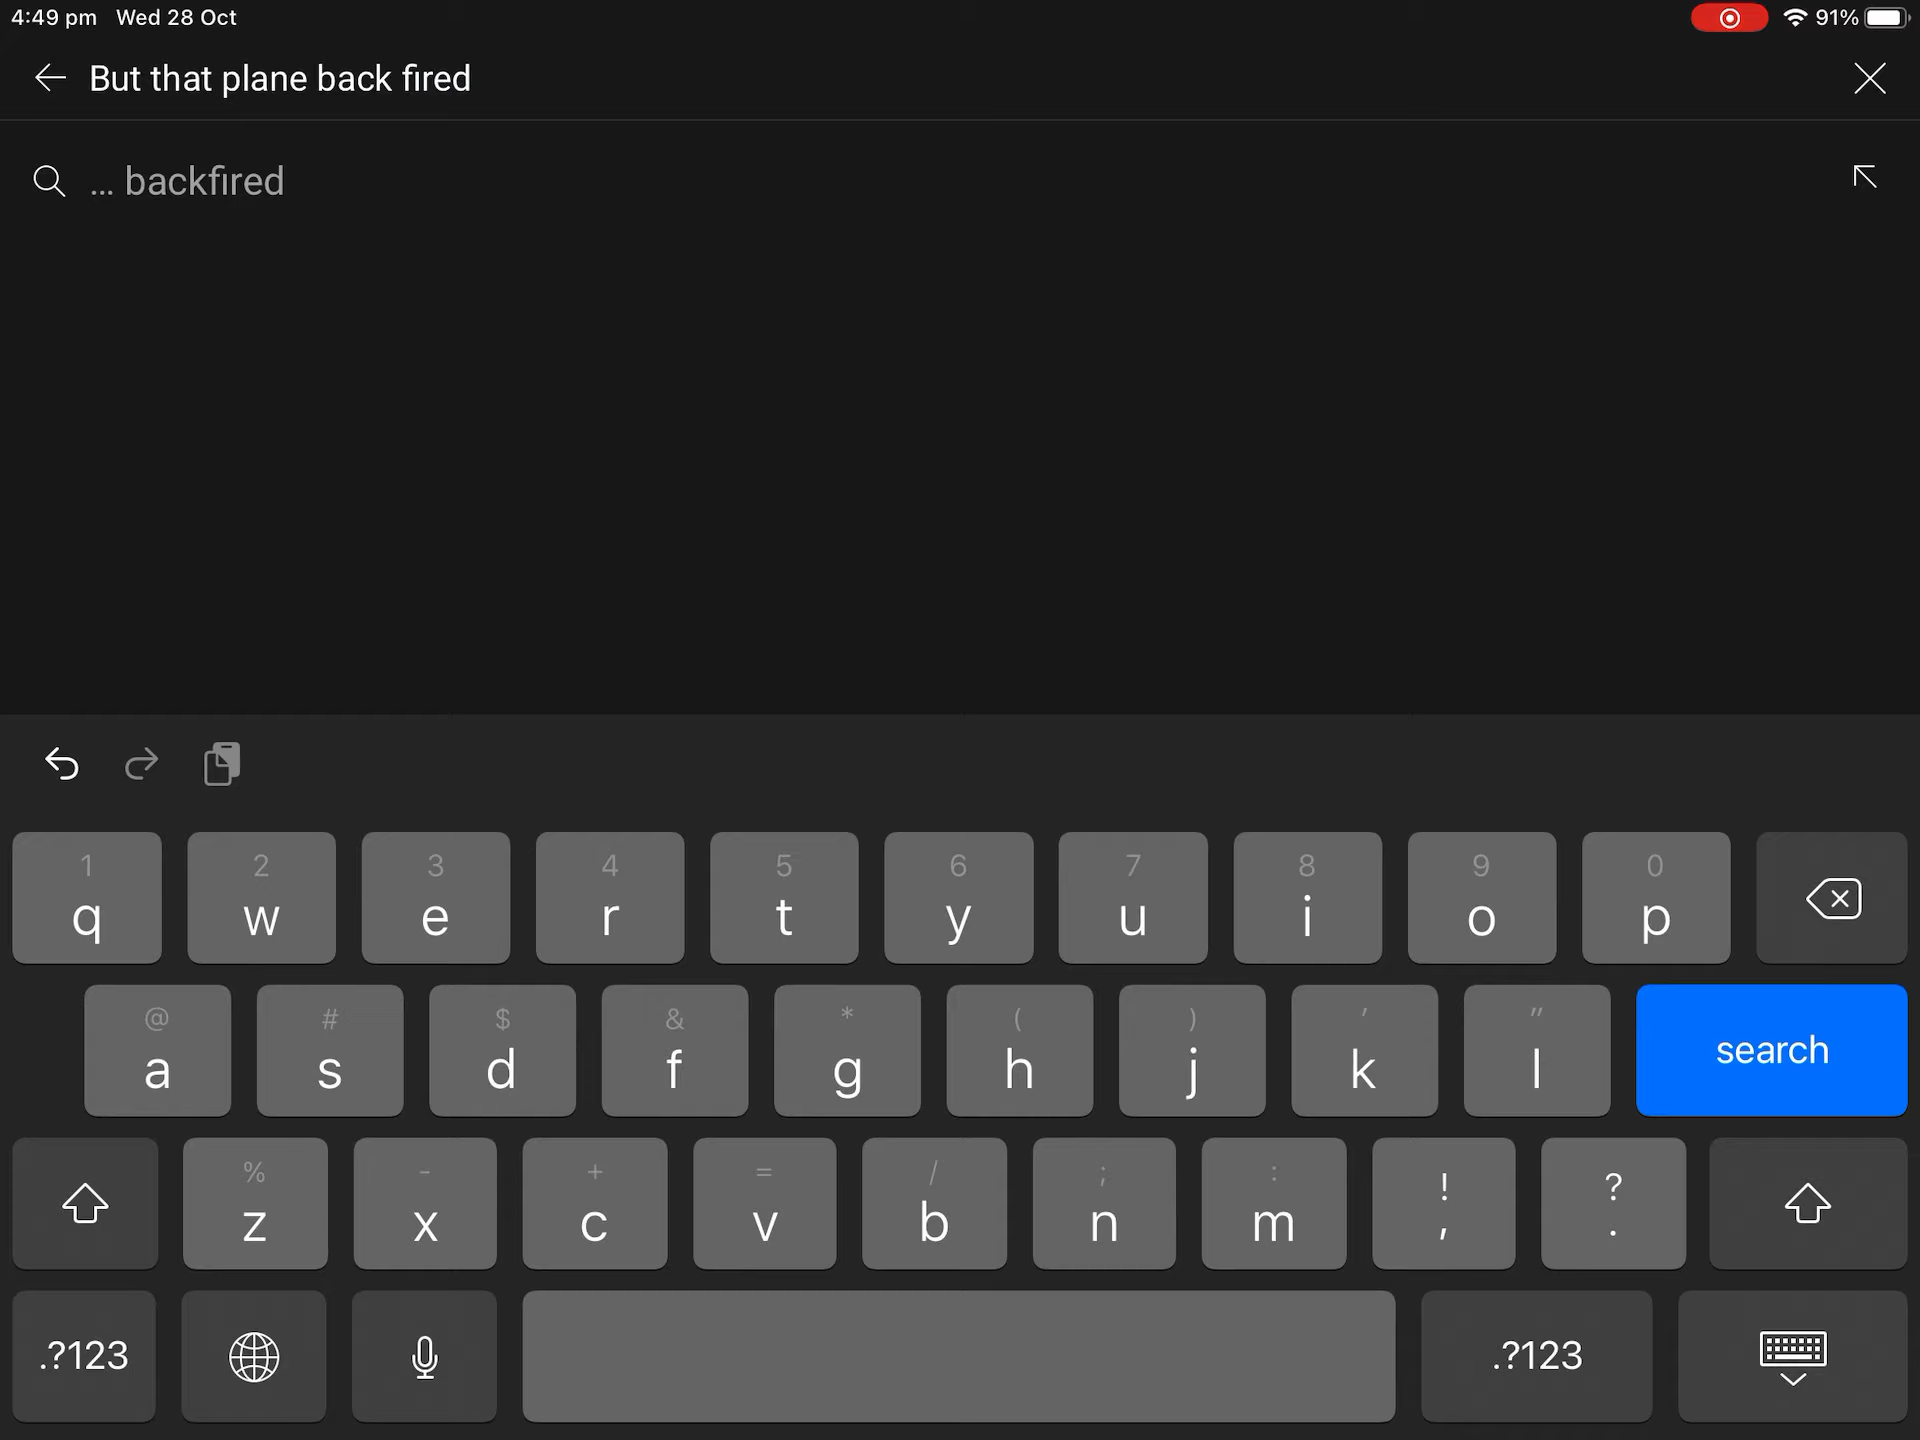 4:49 pm Wed 28 Oct 91%
But that plane back fired
... backfired
1 2 3 4 5 6 7 8 9 0
q w e r t y u i o p
@ # $ & * ( ) ' "
a s d f g h j k l search
% - + = / ; : ! ?
z x c v b n m , .
.?123 .?123